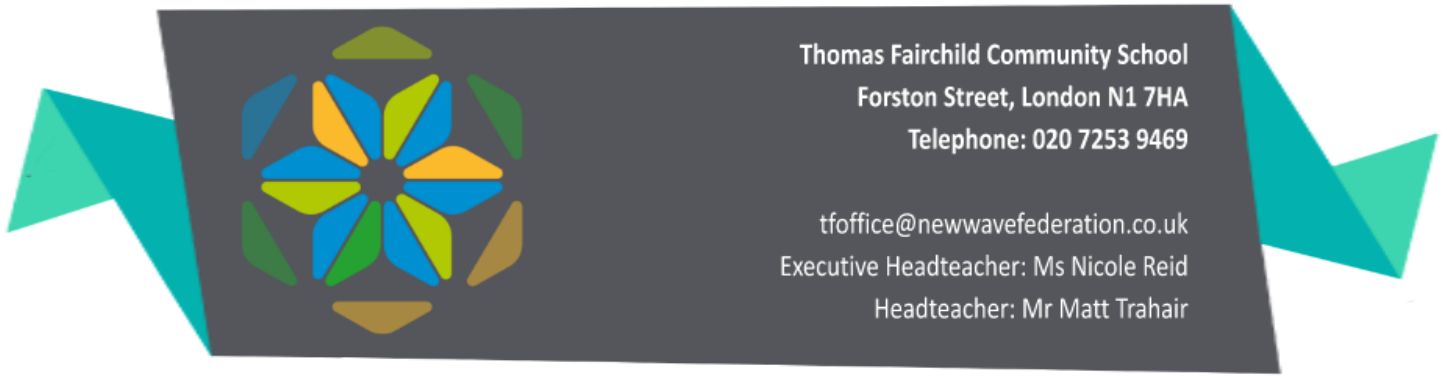 Thomas Fairchild Community School
Forston Street, London N1 7HA
Telephone: 020 7253 9469
tfoffice@newwavefederation.co.uk
Executive Headteacher: Ms Nicole Reid
Headteacher: Mr Matt Trahair